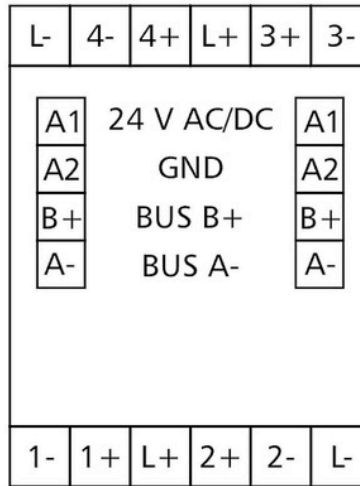 L- 4- 4+ L+ 3+ 3-
A1 24 V AC/DC A1
A2 GND A2
B+ BUS B+ B+
A- BUS A- A-
1- 1+ L+ 2+ 2- L-